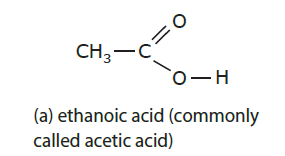 O
CH₃—C
O—H
(a) ethanoic acid (commonly
called acetic acid)